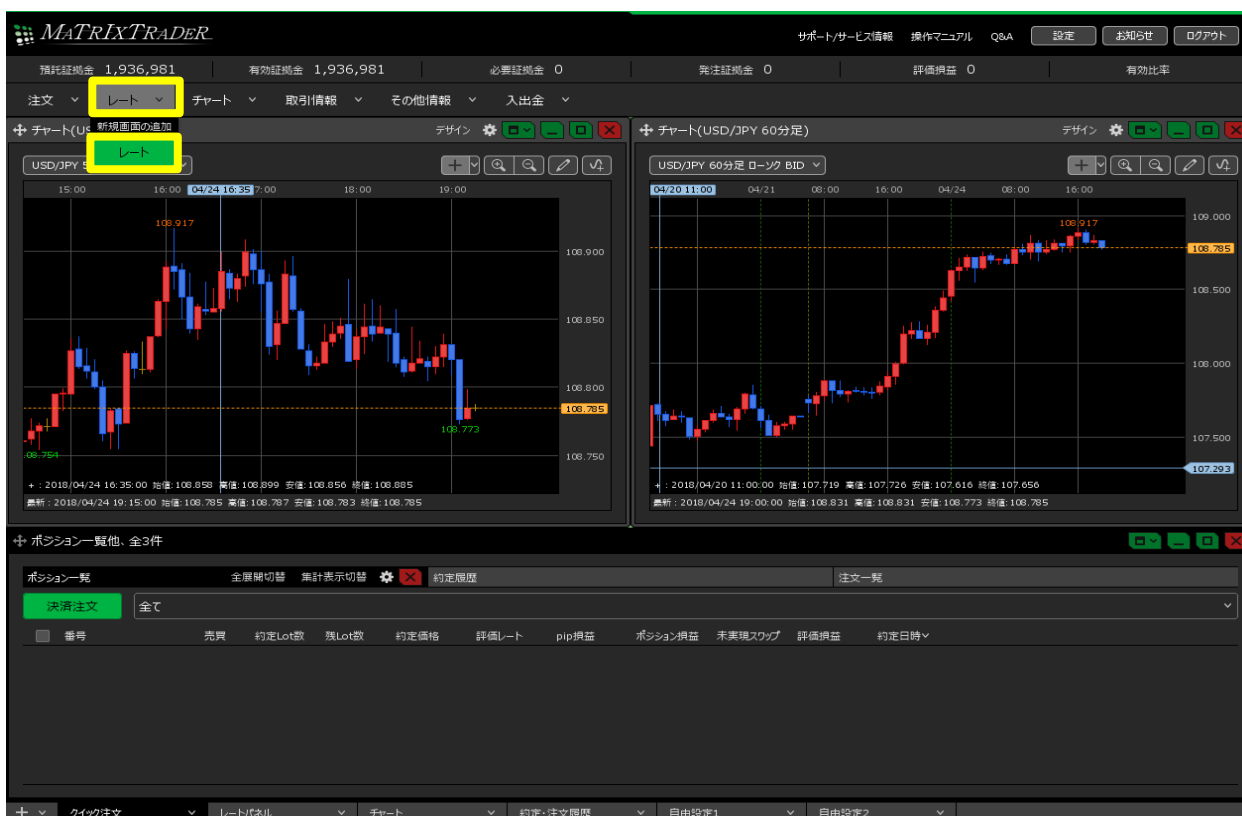 MATRIXTRADER
サポート/サービス情報 操作マニュアル Q&A 設定 お知らせ ログアウト
預託証拠金 1,936,981 有効証拠金 1,936,981 必要証拠金 0 発注証拠金 0 評価損益 0 有効比率
注文 レート チャート 取引情報 その他情報 入出金
新規画面の追加
レート
チャート(US デザイン
USD/JPY 5
15:00 16:00 04/24 16:35 7:00 18:00 19:00
108.917
108.900
108.850
108.800
108.785
108.773
108.750
08.754
+ : 2018/04/24 16:35:00 始値:108.858 高値:108.899 安値:108.856 終値:108.885
最新 : 2018/04/24 19:15:00 始値:108.785 高値:108.787 安値:108.783 終値:108.785
チャート(USD/JPY 60分足) デザイン
USD/JPY 60分足 ローソク BID
04/20 11:00 04/21 08:00 16:00 04/24 08:00 16:00
109.000
108.917
108.785
108.500
108.000
107.500
107.293
+ : 2018/04/20 11:00:00 始値:107.719 高値:107.726 安値:107.616 終値:107.656
最新 : 2018/04/24 19:00:00 始値:108.831 高値:108.831 安値:108.773 終値:108.785
ポジション一覧他、全3件
ポジション一覧 全展開切替 集計表示切替 約定履歴 注文一覧
決済注文 全て
番号 売買 約定Lot数 残Lot数 約定価格 評価レート pip損益 ポジション損益 未実現スワップ 評価損益 約定日時
クイック注文 レートパネル チャート 約定・注文履歴 自由設定1 自由設定2